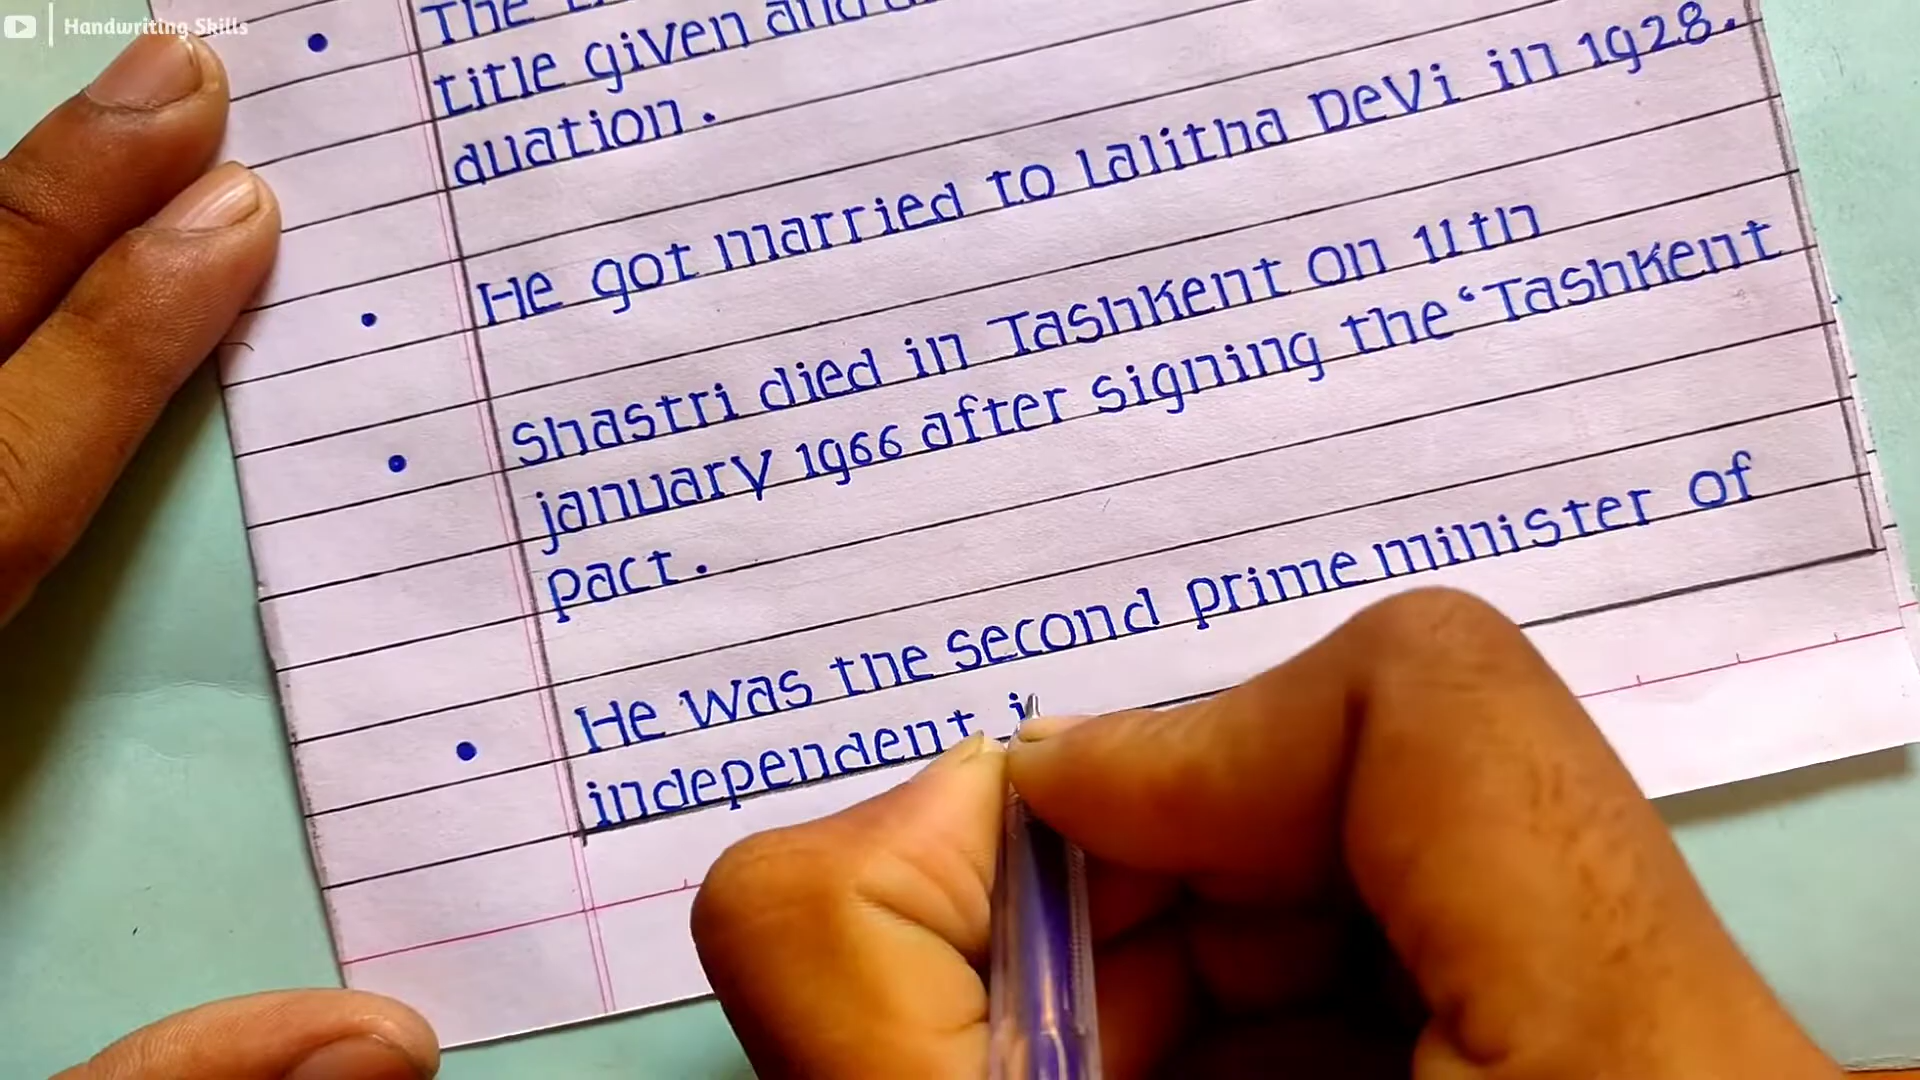 Handwriting Skills
The
title given and
duation.
He got married to Lalitha Devi in 1928.
Shastri died in Tashkent on 11th
january 1966 after signing the ‘Tashkent
pact.
He was the second prime minister of
independent i